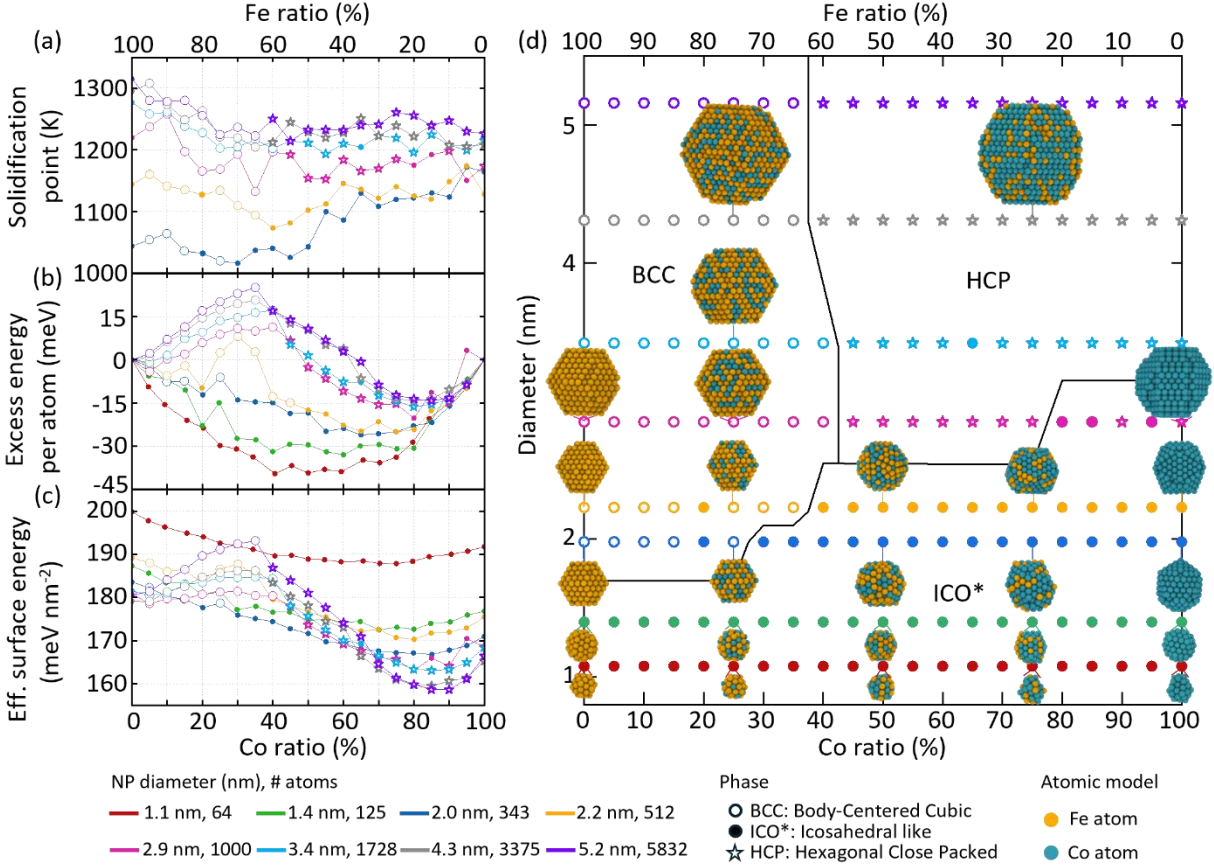 Fe ratio (%)
(a)
100 80 60 40 20 0
1300
1200
1100
1000
Solidification
point (K)
(b)
15
0
-15
-30
-45
Excess energy
per atom (meV)
(c)
200
190
180
170
160
Eff. surface energy
(meV nm⁻²)
0 20 40 60 80 100
Co ratio (%)
(d)
Fe ratio (%)
100 90 80 70 60 50 40 30 20 10 0
5
4
2
1
Diameter (nm)
BCC
HCP
ICO*
0 10 20 30 40 50 60 70 80 90 100
Co ratio (%)
NP diameter (nm), # atoms
1.1 nm, 64
1.4 nm, 125
2.0 nm, 343
2.2 nm, 512
2.9 nm, 1000
3.4 nm, 1728
4.3 nm, 3375
5.2 nm, 5832
Phase
BCC: Body-Centered Cubic
ICO*: Icosahedral like
HCP: Hexagonal Close Packed
Atomic model
Fe atom
Co atom